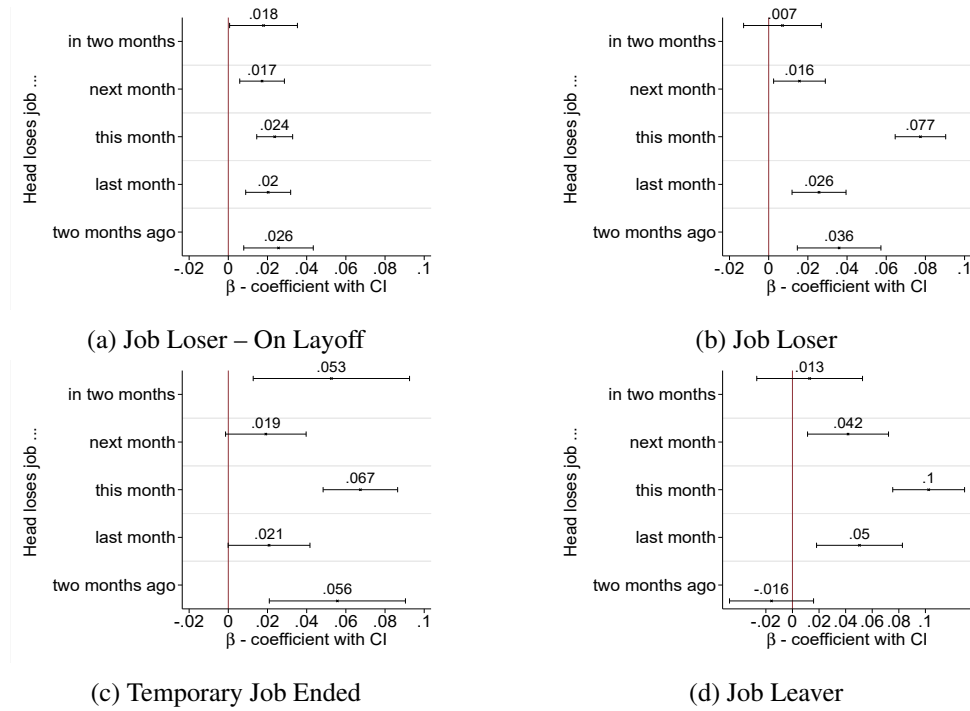 Head loses job ...
.018
in two months
.017
next month
.024
this month
.02
last month
.026
two months ago
-.02 0 .02 .04 .06 .08 .1
β - coefficient with CI
(a) Job Loser – On Layoff
Head loses job ...
.007
in two months
.016
next month
.077
this month
.026
last month
.036
two months ago
-.02 0 .02 .04 .06 .08 .1
β - coefficient with CI
(b) Job Loser
Head loses job ...
.053
in two months
.019
next month
.067
this month
.021
last month
.056
two months ago
-.02 0 .02 .04 .06 .08 .1
β - coefficient with CI
(c) Temporary Job Ended
Head loses job ...
.013
in two months
.042
next month
.1
this month
.05
last month
-.016
two months ago
-.02 0 .02 .04 .06 .08 .1
β - coefficient with CI
(d) Job Leaver